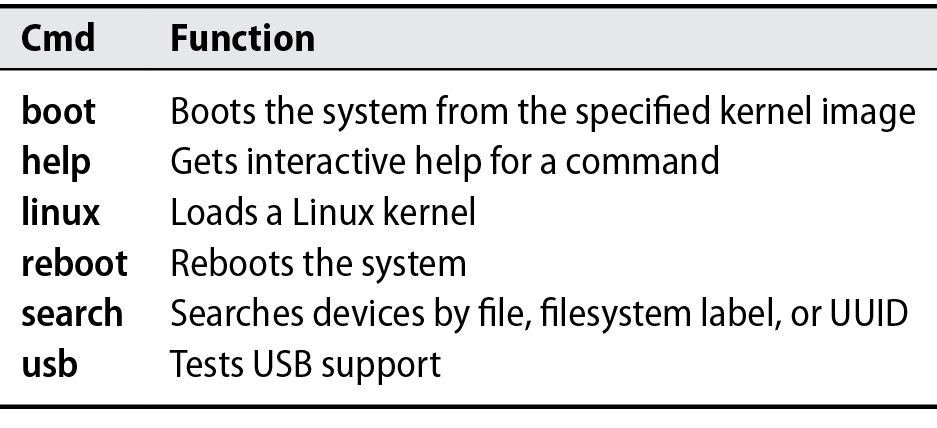 Cmd Function
boot Boots the system from the specified kernel image
help Gets interactive help for a command
linux Loads a Linux kernel
reboot Reboots the system
search Searches devices by file, filesystem label, or UUID
usb Tests USB support